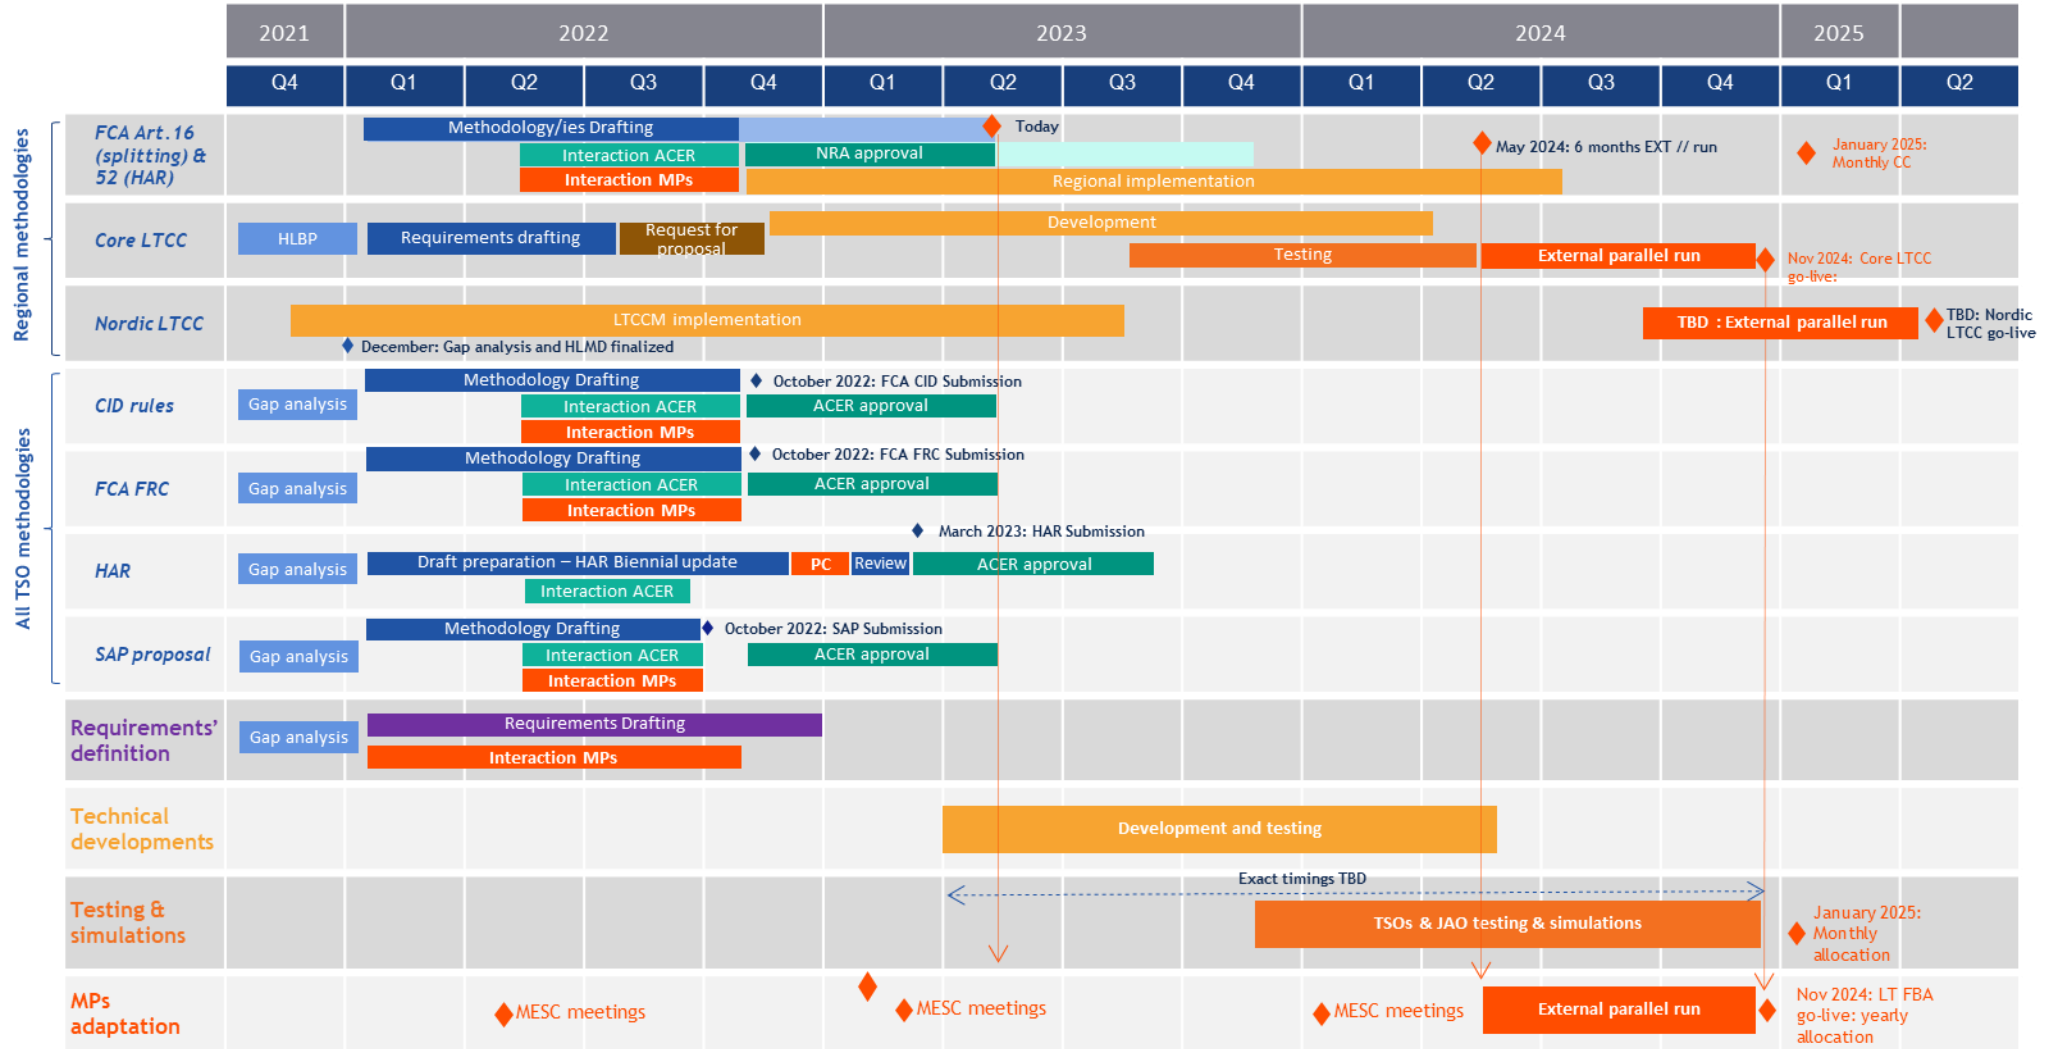 2021
2022
2023
2024
2025
Q4
Q1
Q2
Q3
Q4
Q1
Q2
Q3
Q4
Q1
Q2
Q3
Q4
Q1
Q2
Regional methodologies
FCA Art.16
(splitting) &
52 (HAR)
Methodology/ies Drafting
Today
Interaction ACER
NRA approval
Interaction MPs
Regional implementation
May 2024: 6 months EXT // run
January 2025:
Monthly CC
Core LTCC
HLBP
Requirements drafting
Request for
proposal
Development
Testing
External parallel run
Nov 2024: Core LTCC
go-live:
Nordic LTCC
LTCCM implementation
December: Gap analysis and HLMD finalized
TBD : External parallel run
TBD: Nordic
LTCC go-live
All TSO methodologies
CID rules
Gap analysis
Methodology Drafting
October 2022: FCA CID Submission
Interaction ACER
ACER approval
Interaction MPs
FCA FRC
Gap analysis
Methodology Drafting
October 2022: FCA FRC Submission
Interaction ACER
ACER approval
Interaction MPs
HAR
Gap analysis
March 2023: HAR Submission
Draft preparation – HAR Biennial update
PC
Review
ACER approval
Interaction ACER
SAP proposal
Gap analysis
Methodology Drafting
October 2022: SAP Submission
Interaction ACER
ACER approval
Interaction MPs
Requirements’
definition
Gap analysis
Requirements Drafting
Interaction MPs
Technical
developments
Development and testing
Testing &
simulations
Exact timings TBD
TSOs & JAO testing & simulations
January 2025:
Monthly
allocation
MPs
adaptation
MESC meetings
MESC meetings
MESC meetings
External parallel run
Nov 2024: LT FBA
go-live: yearly
allocation